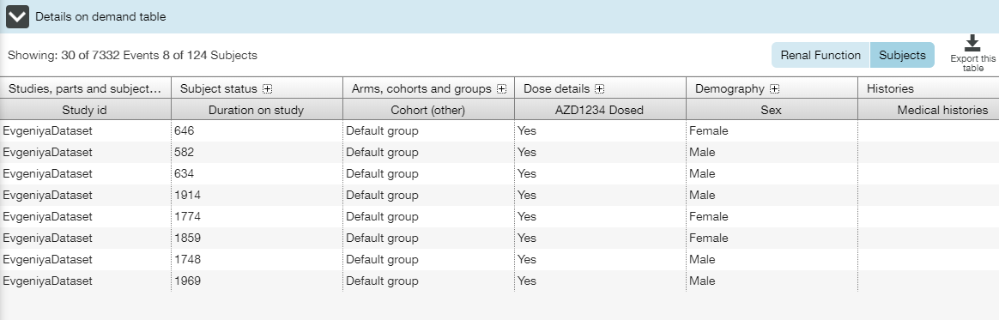 Details on demand table
Showing: 30 of 7332 Events 8 of 124 Subjects
Renal Function Subjects
Export this
table
Studies, parts and subject... Subject status Arms, cohorts and groups Dose details Demography Histories
Study id Duration on study Cohort (other) AZD1234 Dosed Sex Medical histories
EvgeniyaDataset 646 Default group Yes Female
EvgeniyaDataset 582 Default group Yes Male
EvgeniyaDataset 634 Default group Yes Male
EvgeniyaDataset 1914 Default group Yes Male
EvgeniyaDataset 1774 Default group Yes Female
EvgeniyaDataset 1859 Default group Yes Female
EvgeniyaDataset 1748 Default group Yes Male
EvgeniyaDataset 1969 Default group Yes Male